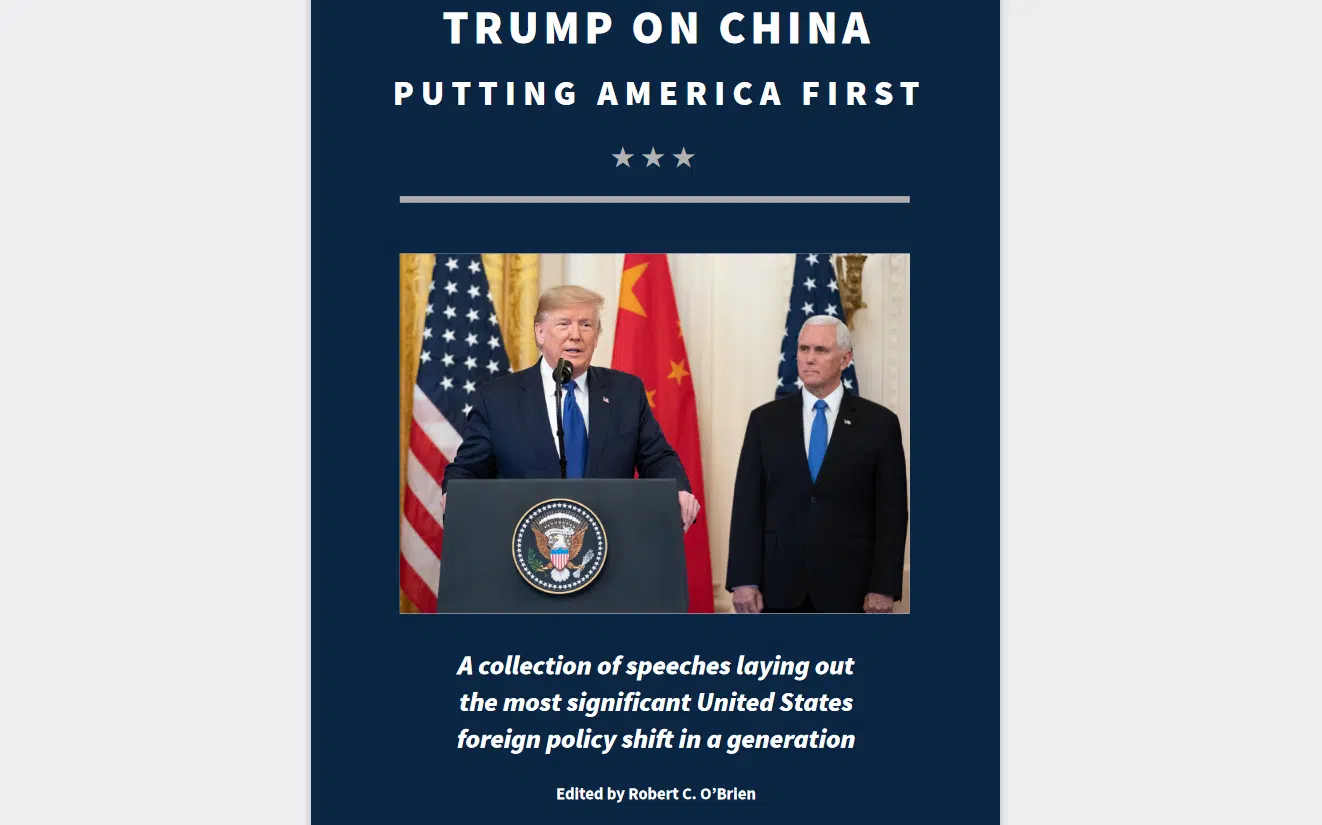 TRUMP ON CHINA
PUTTING AMERICA FIRST
A collection of speeches laying out
the most significant United States
foreign policy shift in a generation
Edited by Robert C. O’Brien